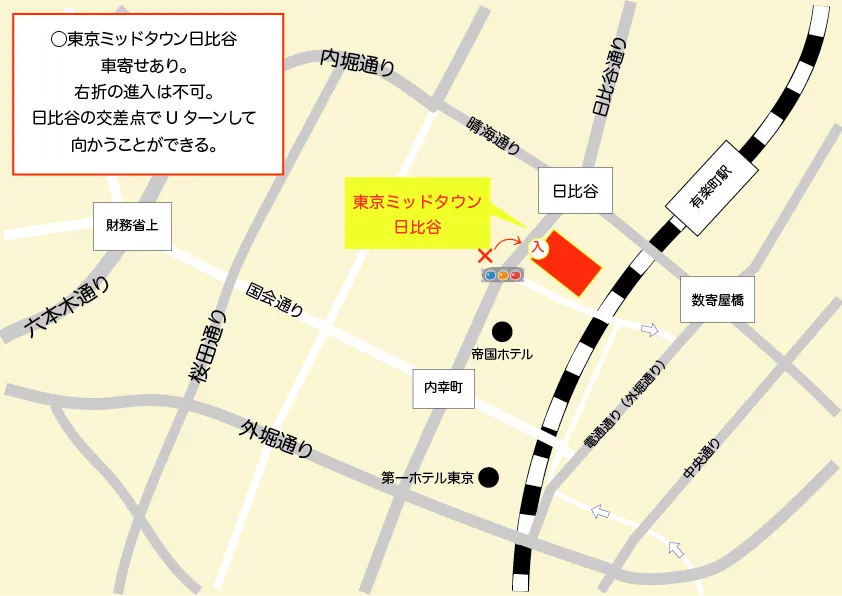 ○東京ミッドタウン日比谷
車寄せあり。
右折の進入は不可。
日比谷の交差点でUターンして
向かうことができる。
内堀通り
日比谷通り
晴海通り
日比谷
有楽町駅
東京ミッドタウン
日比谷
入
財務省上
六本木通り
国会通り
桜田通り
数寄屋橋
帝国ホテル
内幸町
電通通り(外堀通り)
外堀通り
中央通り
第一ホテル東京